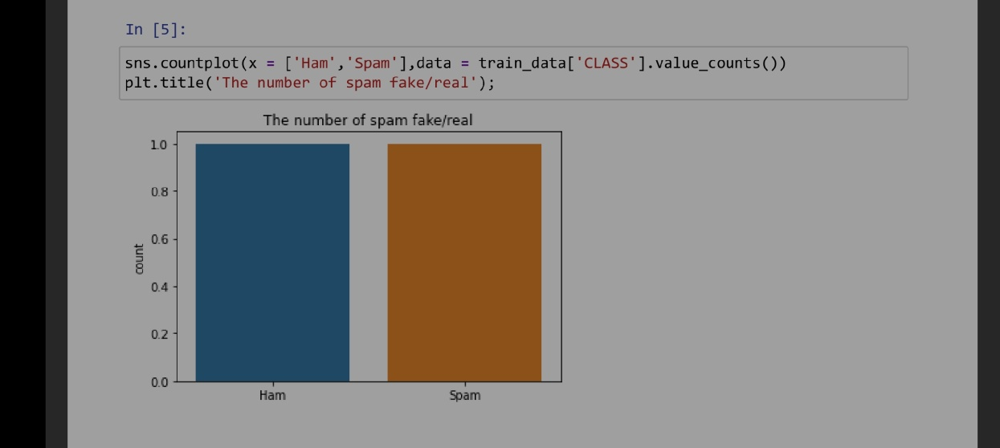 In [5]:
sns.countplot(x = ['Ham','Spam'],data = train_data['CLASS'].value_counts())
plt.title('The number of spam fake/real');
The number of spam fake/real
1.0
0.8
0.6
0.4
0.2
0.0
count
Ham
Spam